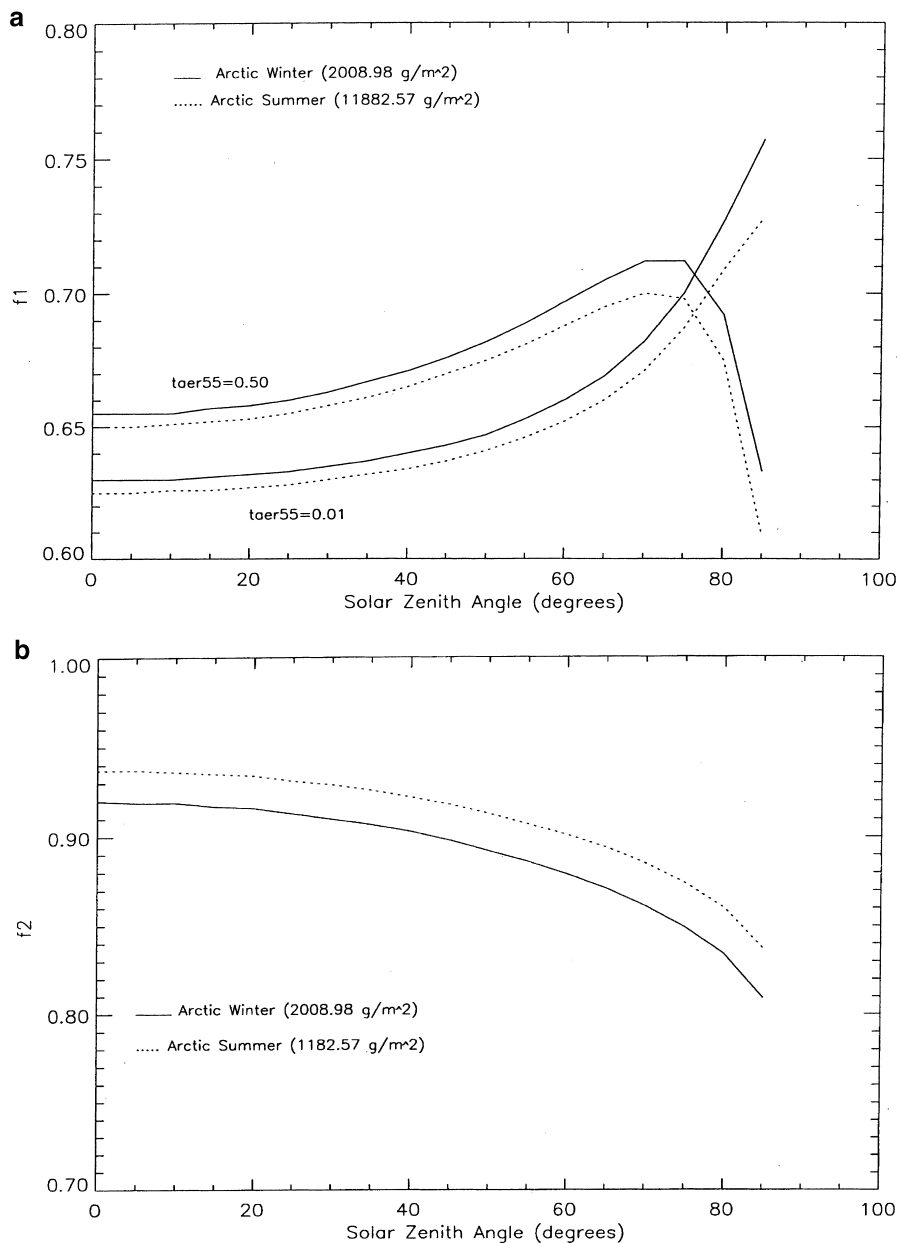 a
0.80
0.75
0.70
0.65
0.60
f1
Arctic Winter (2008.98 g/m^2)
Arctic Summer (11882.57 g/m^2)
taer55=0.50
taer55=0.01
0 20 40 60 80 100
Solar Zenith Angle (degrees)
b
1.00
0.90
0.80
0.70
f2
Arctic Winter (2008.98 g/m^2)
Arctic Summer (1182.57 g/m^2)
0 20 40 60 80 100
Solar Zenith Angle (degrees)